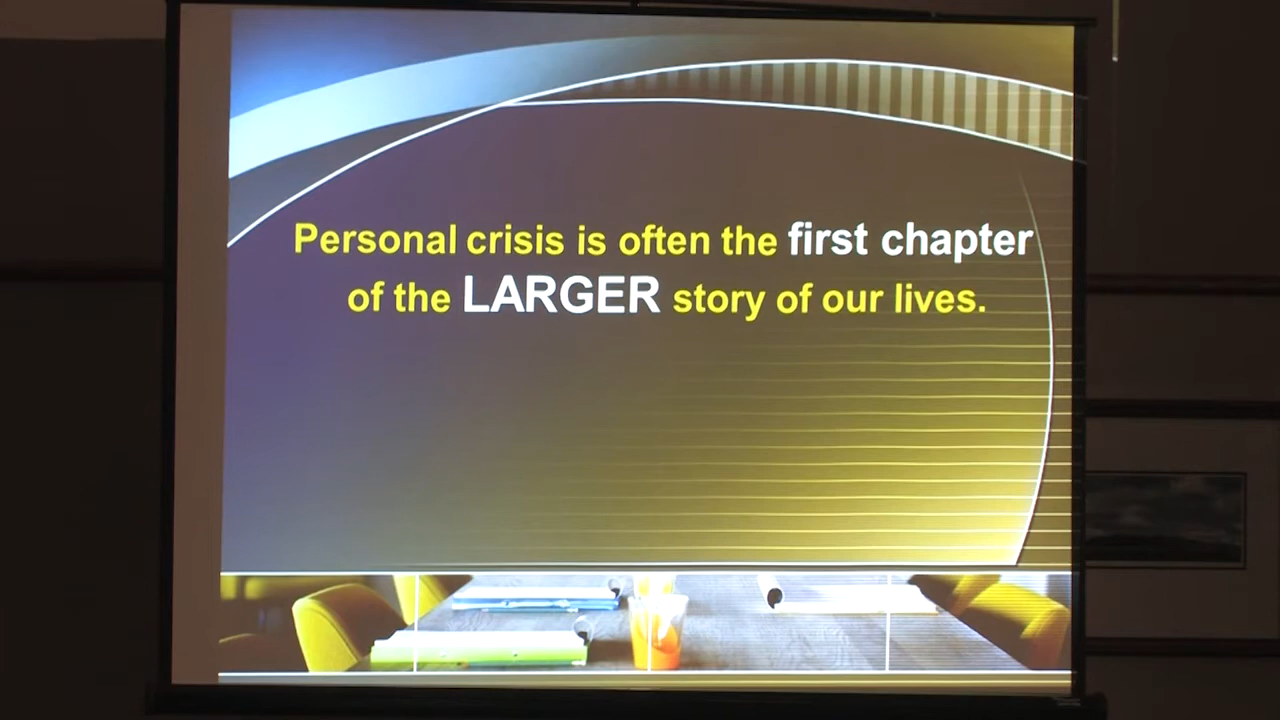 Personal crisis is often the first chapter
of the LARGER story of our lives.